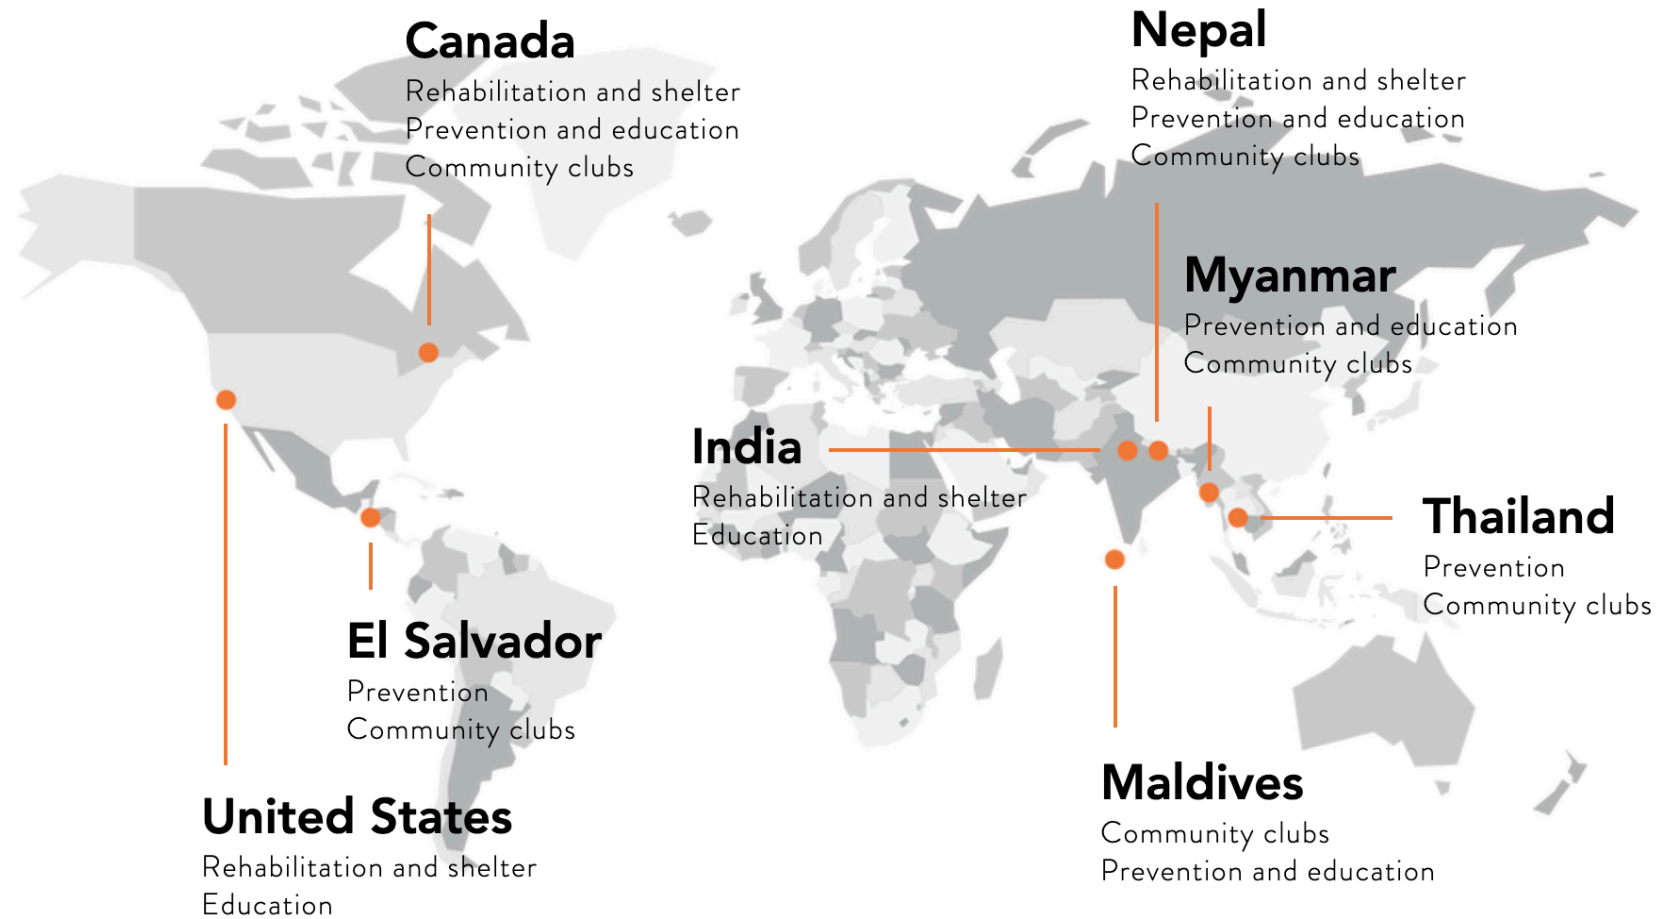 Canada
Rehabilitation and shelter
Prevention and education
Community clubs
Nepal
Rehabilitation and shelter
Prevention and education
Community clubs
Myanmar
Prevention and education
Community clubs
India
Rehabilitation and shelter
Education
Thailand
Prevention
Community clubs
El Salvador
Prevention
Community clubs
Maldives
Community clubs
Prevention and education
United States
Rehabilitation and shelter
Education